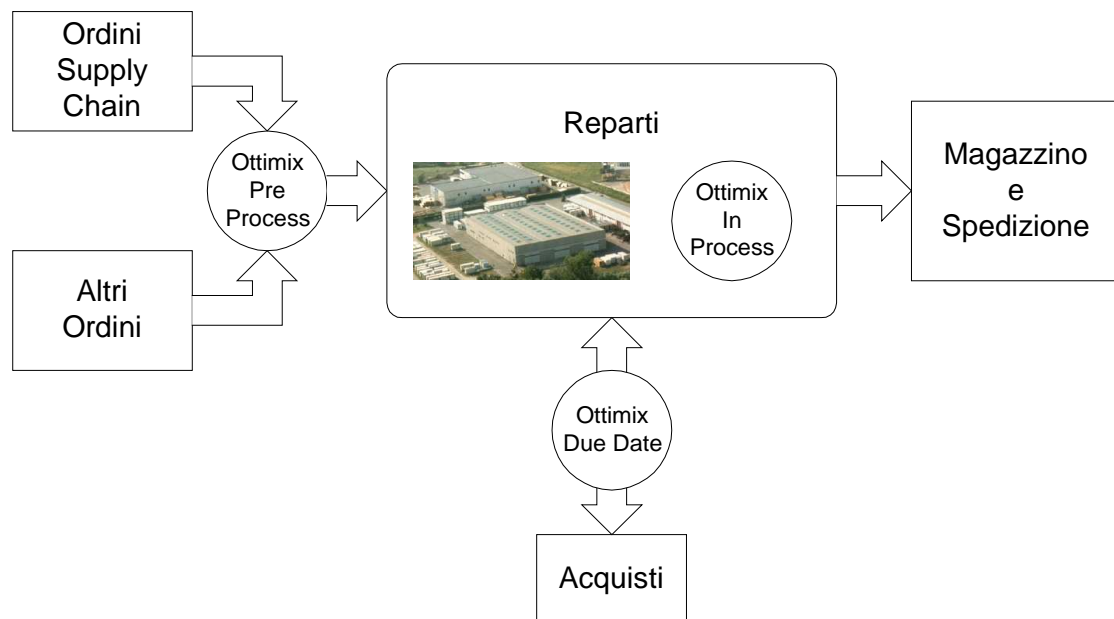 Ordini
Supply
Chain
Ottimix
Pre
Process
Altri
Ordini
Reparti
Ottimix
In
Process
Magazzino
e
Spedizione
Ottimix
Due Date
Acquisti